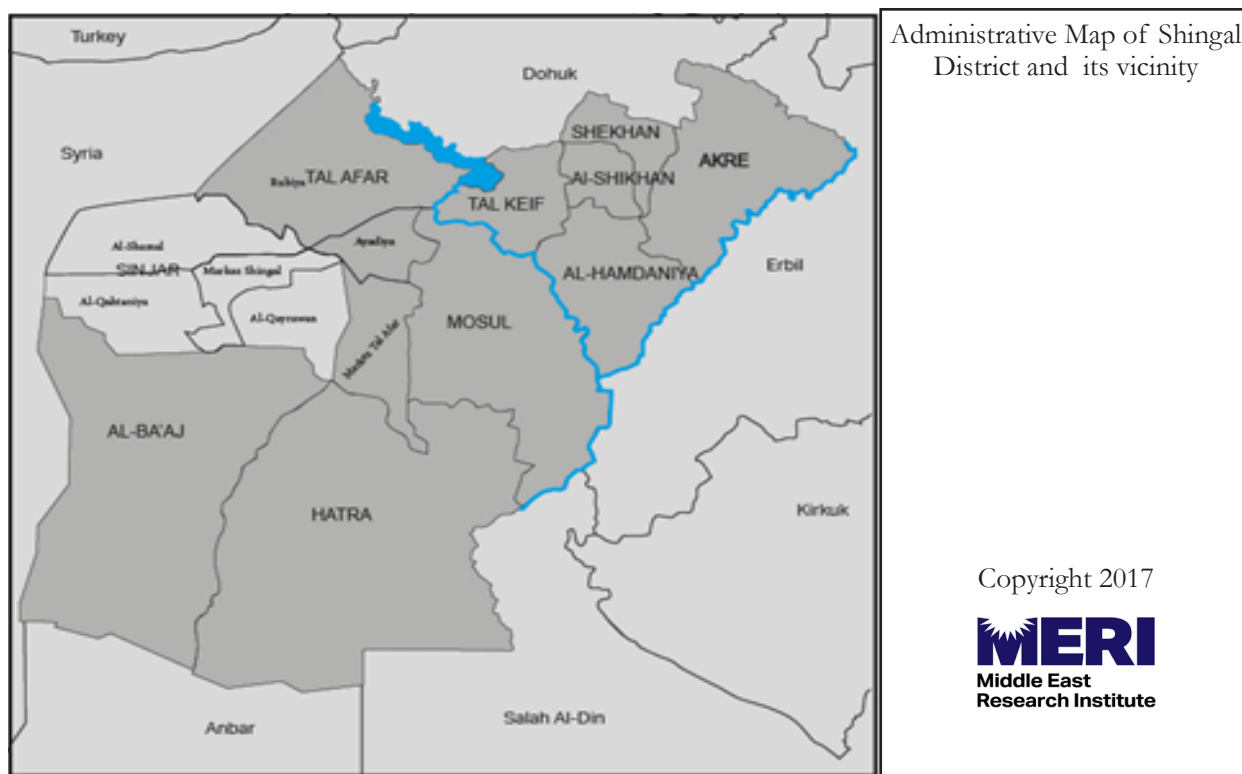 Turkey
Dohuk
Syria
SHEKHAN
AKRE
Al-SHIKHAN
Rabiya
TAL AFAR
TAL KEIF
Al-Shumal
Ayadiya
SINJAR
Markaz Shingal
AL-HAMDANIYA
Erbil
Al-Qahtaniya
Al-Qayrawan
MOSUL
Markaz Tal Afar
AL-BA'AJ
HATRA
Kirkuk
Anbar
Salah Al-Din
Administrative Map of Shingal
District and its vicinity
Copyright 2017
MERI
Middle East
Research Institute